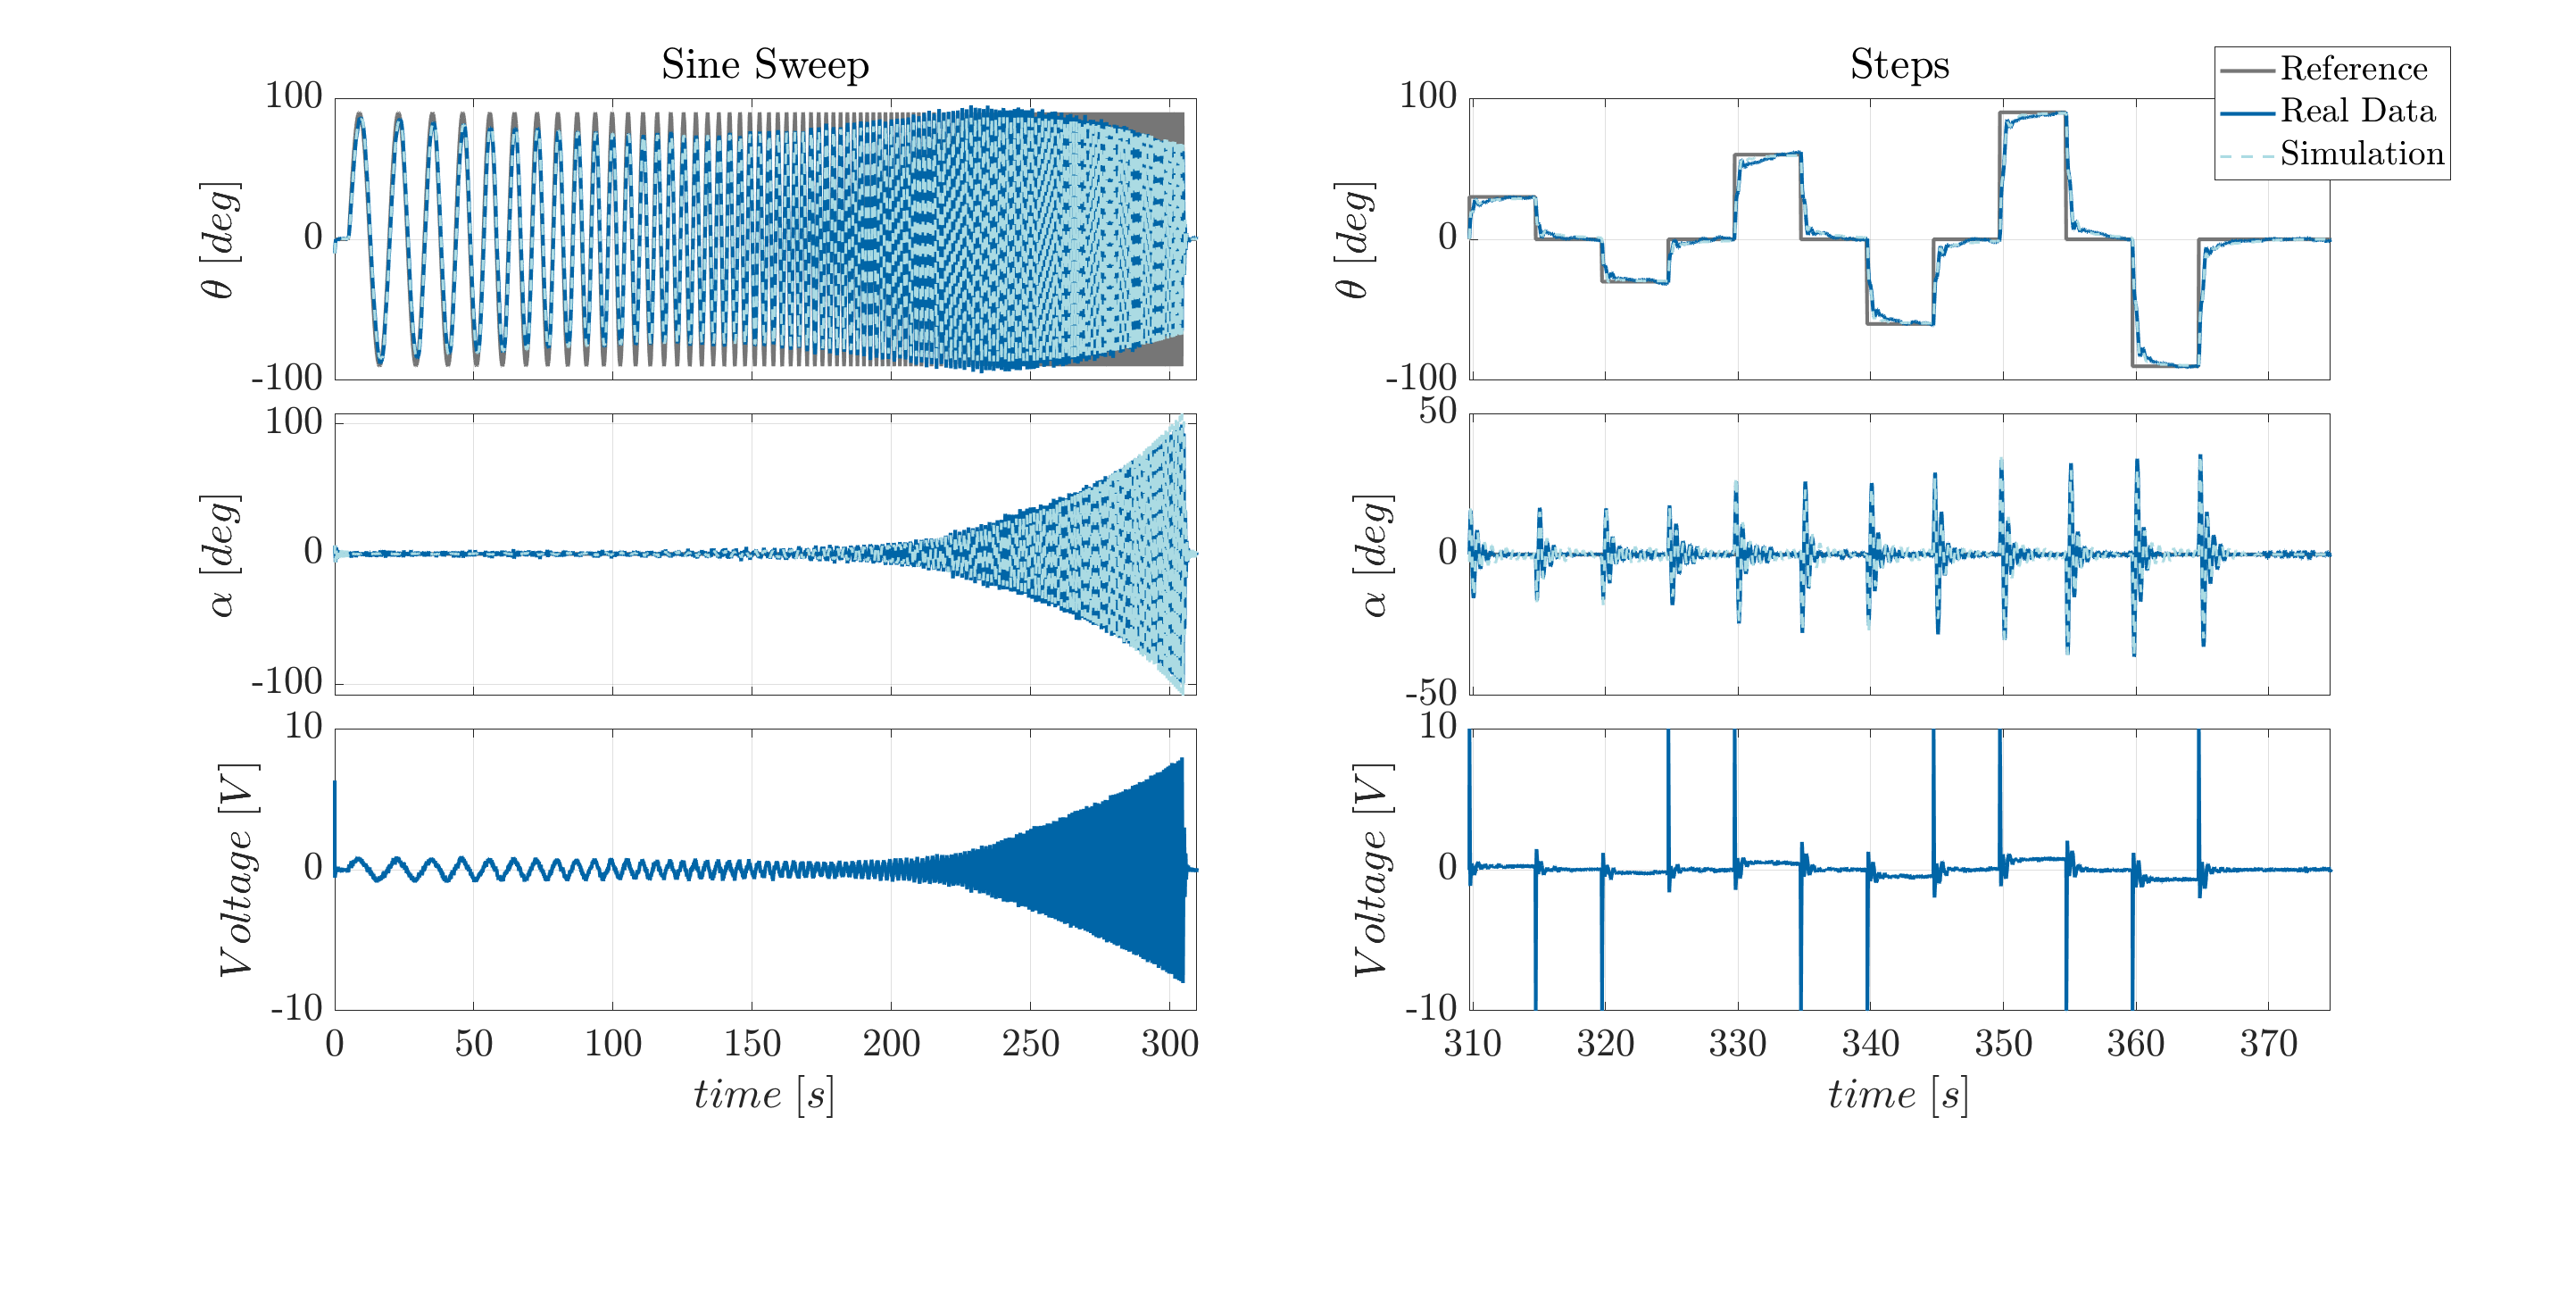 Sine Sweep
100
0
-100
θ [deg]
100
0
-100
α [deg]
10
0
-10
Voltage [V]
0 50 100 150 200 250 300
time [s]
Steps
Reference
Real Data
Simulation
100
0
-100
θ [deg]
50
0
-50
α [deg]
10
0
-10
Voltage [V]
310 320 330 340 350 360 370
time [s]